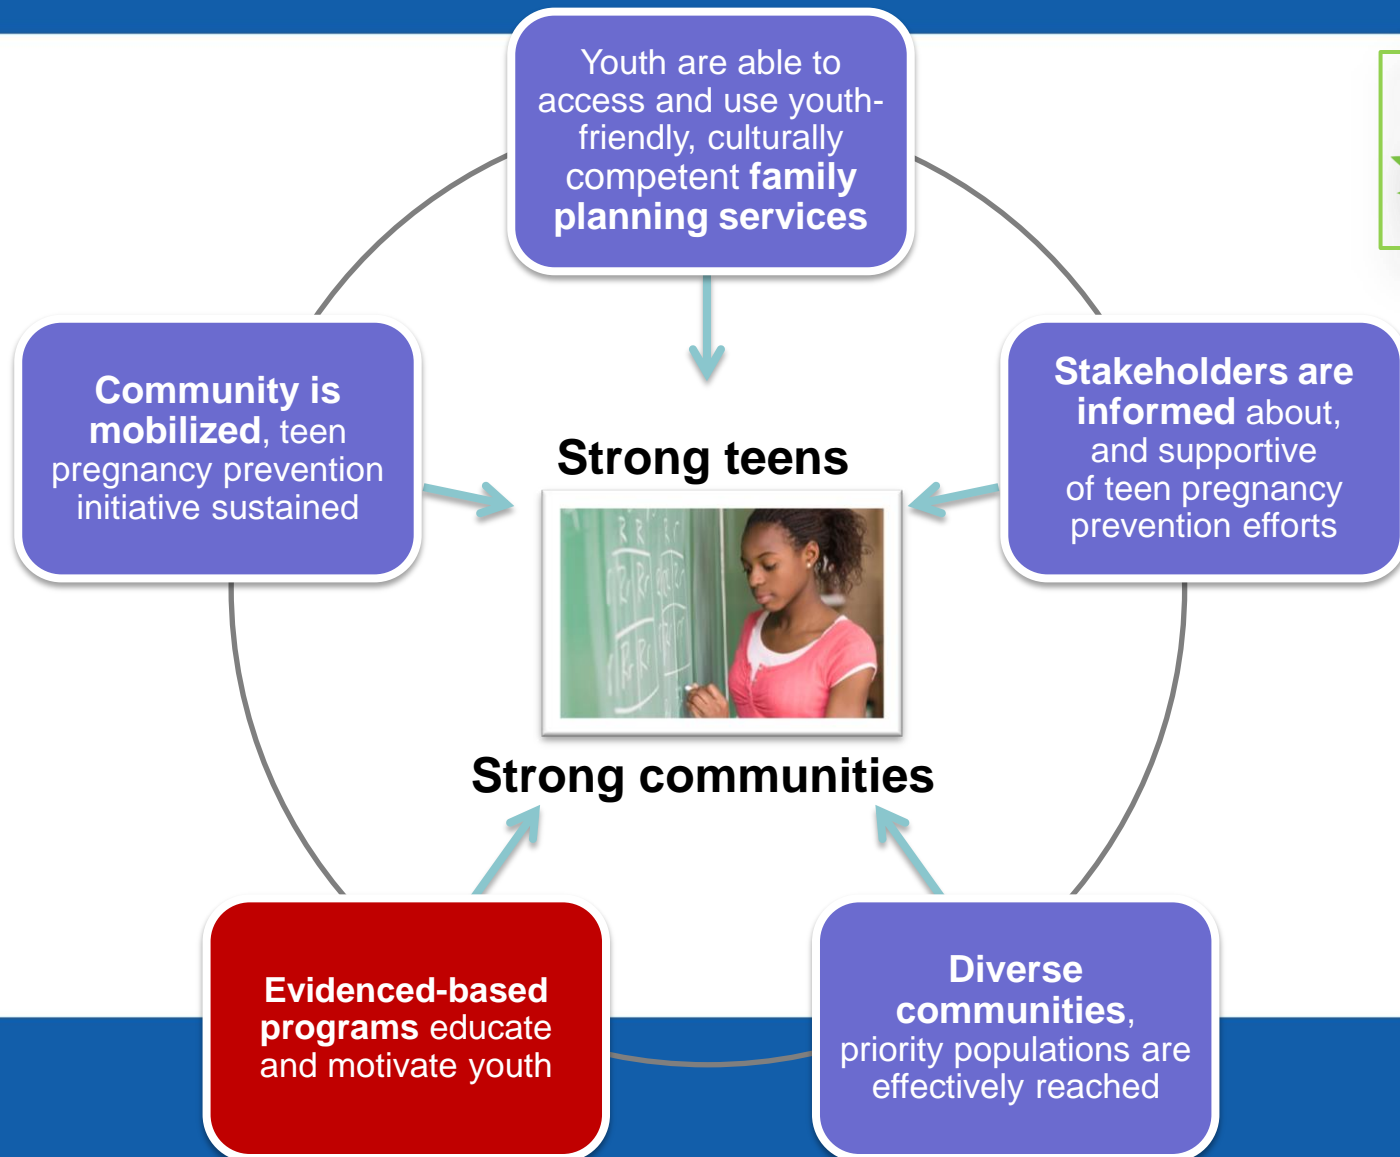 Youth are able to
access and use youth-
friendly, culturally
competent family
planning services
Community is
mobilized, teen
pregnancy prevention
initiative sustained
Stakeholders are
informed about,
and supportive
of teen pregnancy
prevention efforts
Strong teens
Strong communities
Evidenced-based
programs educate
and motivate youth
Diverse
communities,
priority populations are
effectively reached